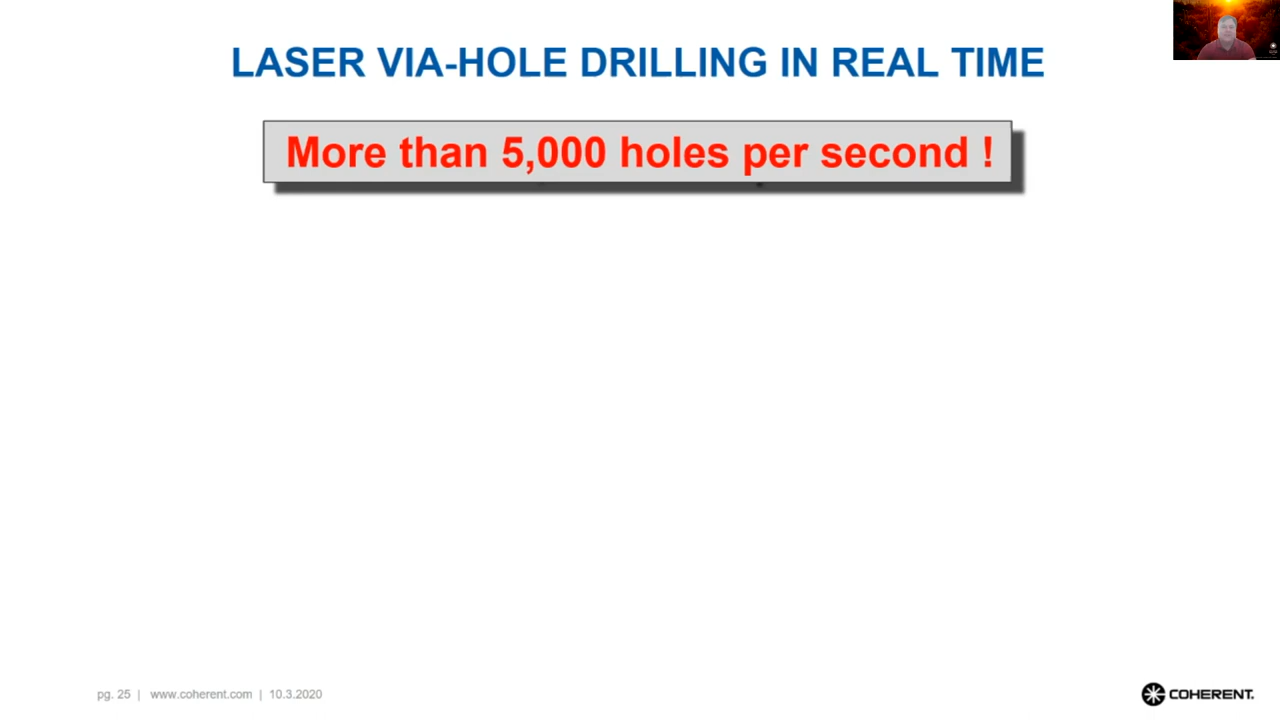 LASER VIA-HOLE DRILLING IN REAL TIME
More than 5,000 holes per second !
pg. 25 | www.coherent.com | 10.3.2020
COHERENT.